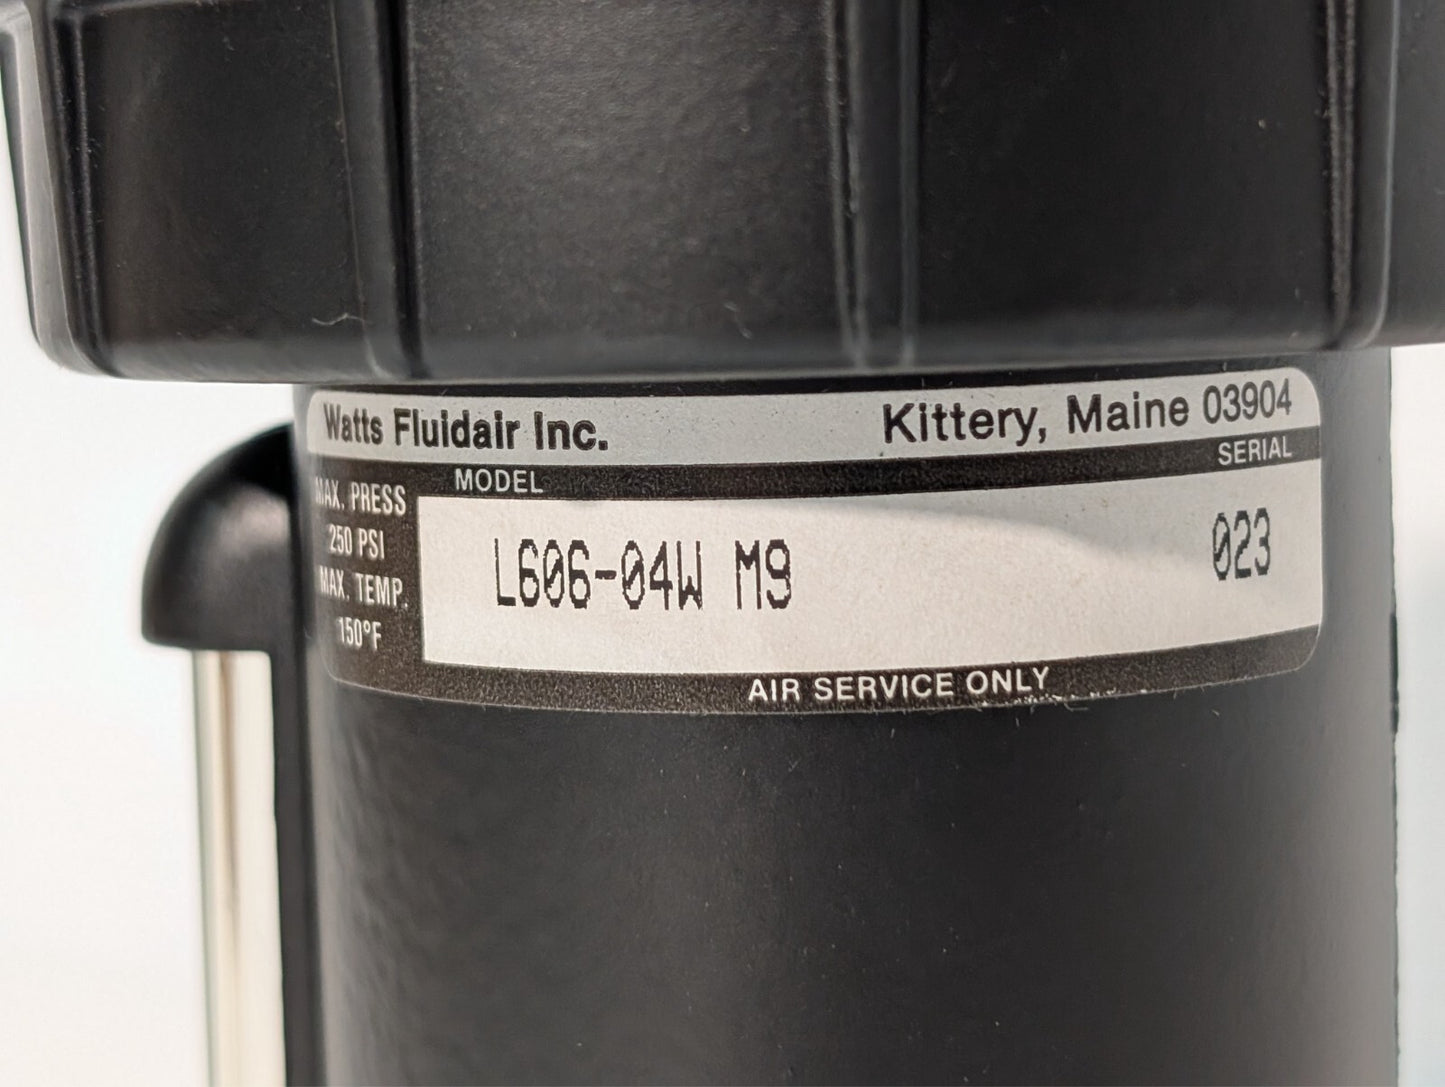 Watts Fluidair Inc. Kittery, Maine 03904
MODEL SERIAL
MAX. PRESS
250 PSI
MAX. TEMP.
150°F
L606-04W M9 023
AIR SERVICE ONLY